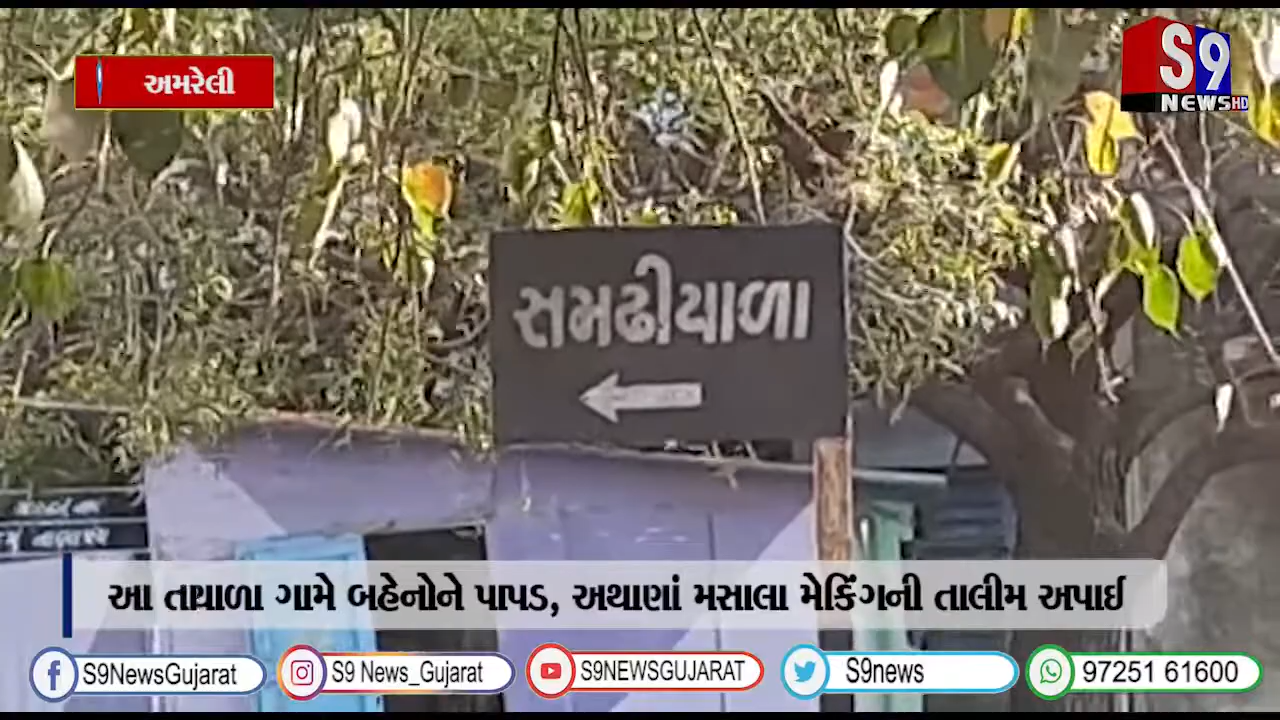 અમરેલી
S9
NEWS HD
સમઢીયાળા
આ તથાળા ગામે બહેનોને પાપડ, અથાણાં મસાલા મેકિંગની તાલીમ અપાઈ
S9NewsGujarat
S9 News_Gujarat
S9NEWSGUJARAT
S9news
97251 61600